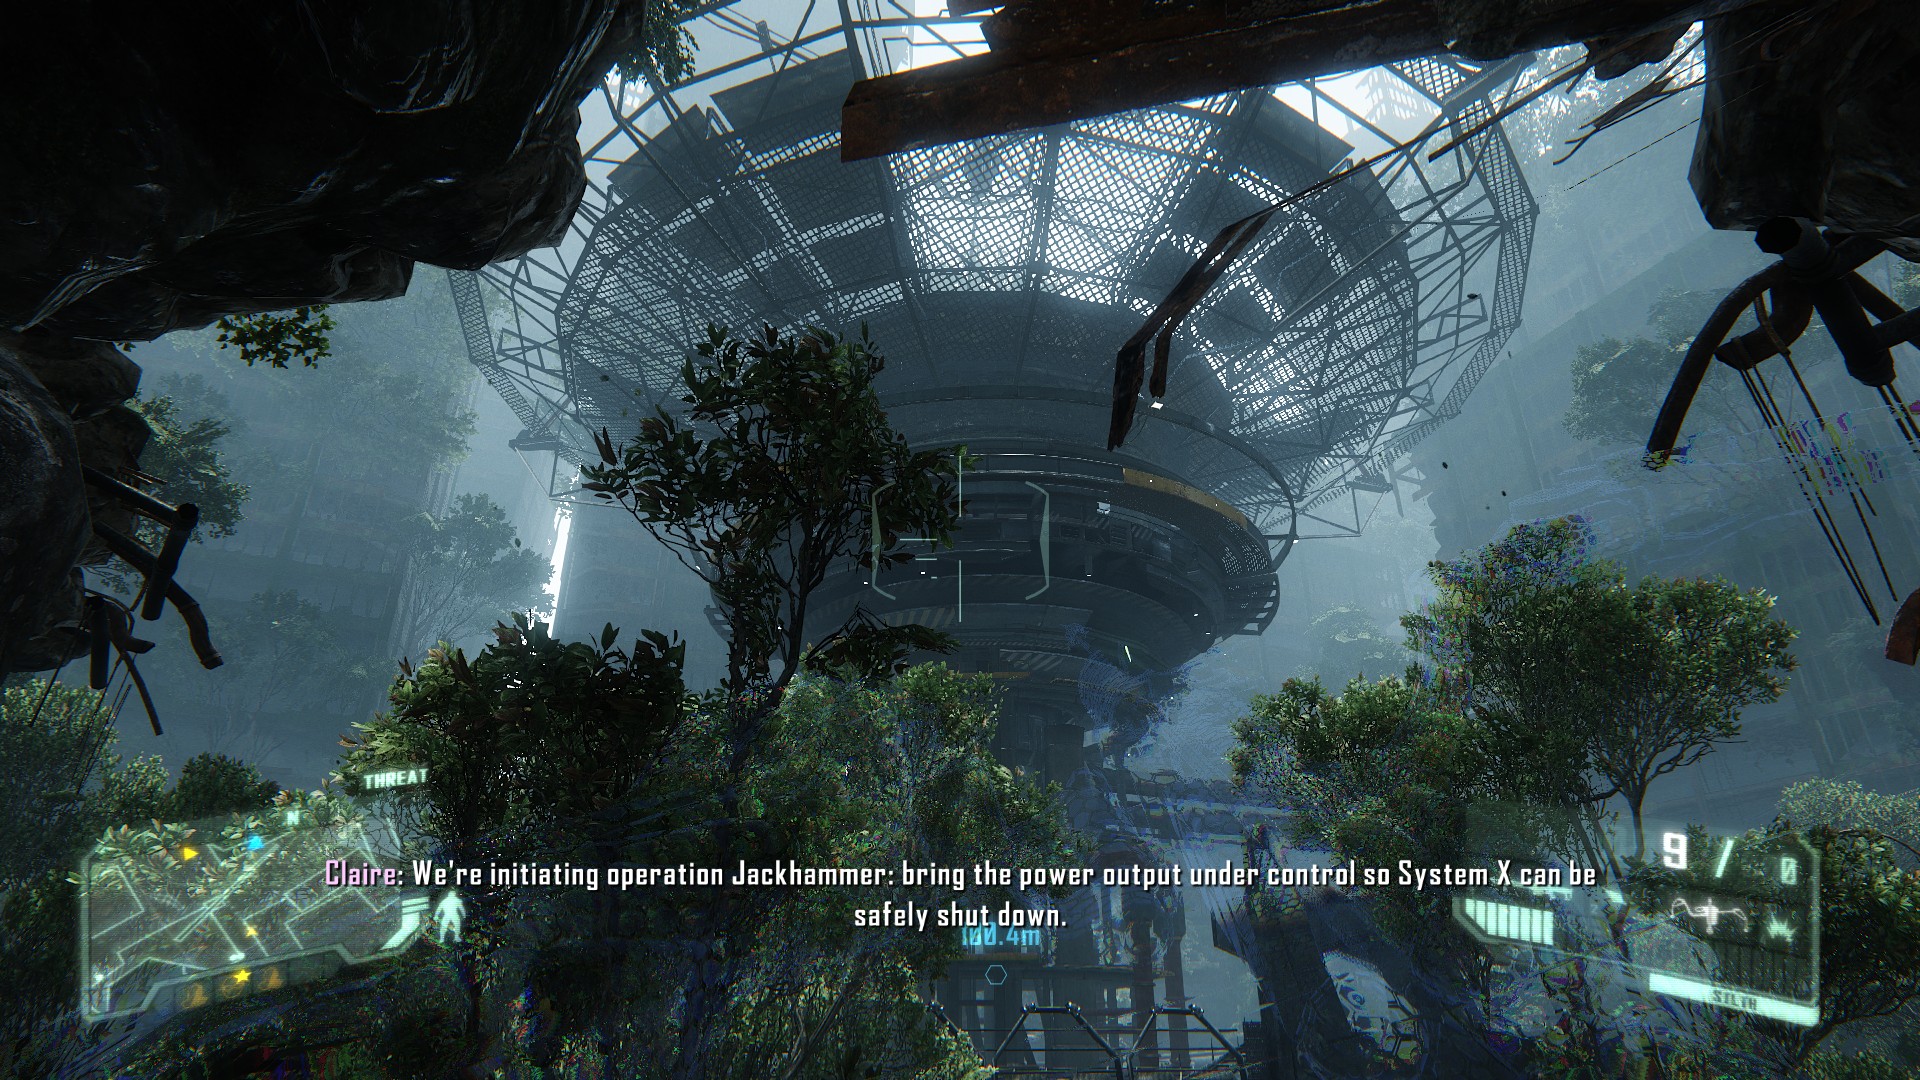 THREAT
N
Claire: We're initiating operation Jackhammer: bring the power output under control so System X can be
safely shut down.
100.4m
9 / 0
STLTH